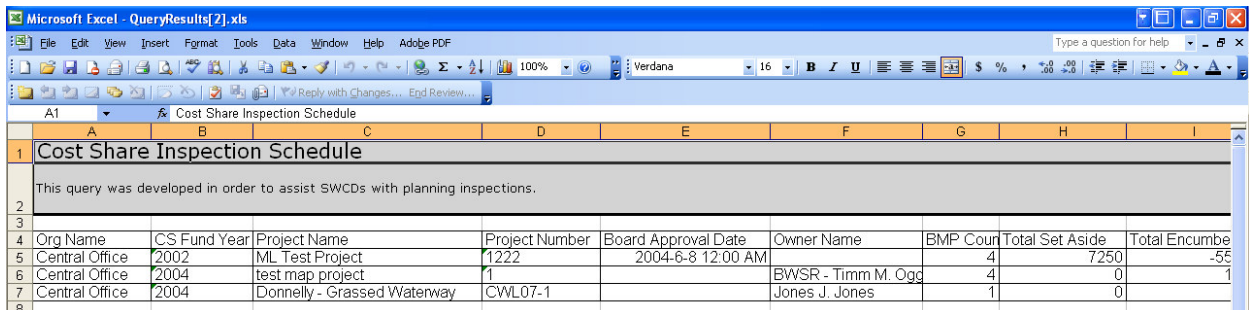 Microsoft Excel - QueryResults[2].xls
File Edit View Insert Format Tools Data Window Help Adobe PDF Type a question for help
100% Verdana 16 B I U $ % ,
Reply with Changes... End Review...
A1 fx Cost Share Inspection Schedule
A B C D E F G H I
1 Cost Share Inspection Schedule
2 This query was developed in order to assist SWCDs with planning inspections.
3
4 Org Name CS Fund Year Project Name Project Number Board Approval Date Owner Name BMP Coun Total Set Aside Total Encumbe
5 Central Office 2002 ML Test Project 1222 2004-6-8 12:00 AM 4 7250 -55
6 Central Office 2004 test map project 1 BWSR - Timm M. Ogg 4 0 1
7 Central Office 2004 Donnelly - Grassed Waterway CWL07-1 Jones J. Jones 1 0
8